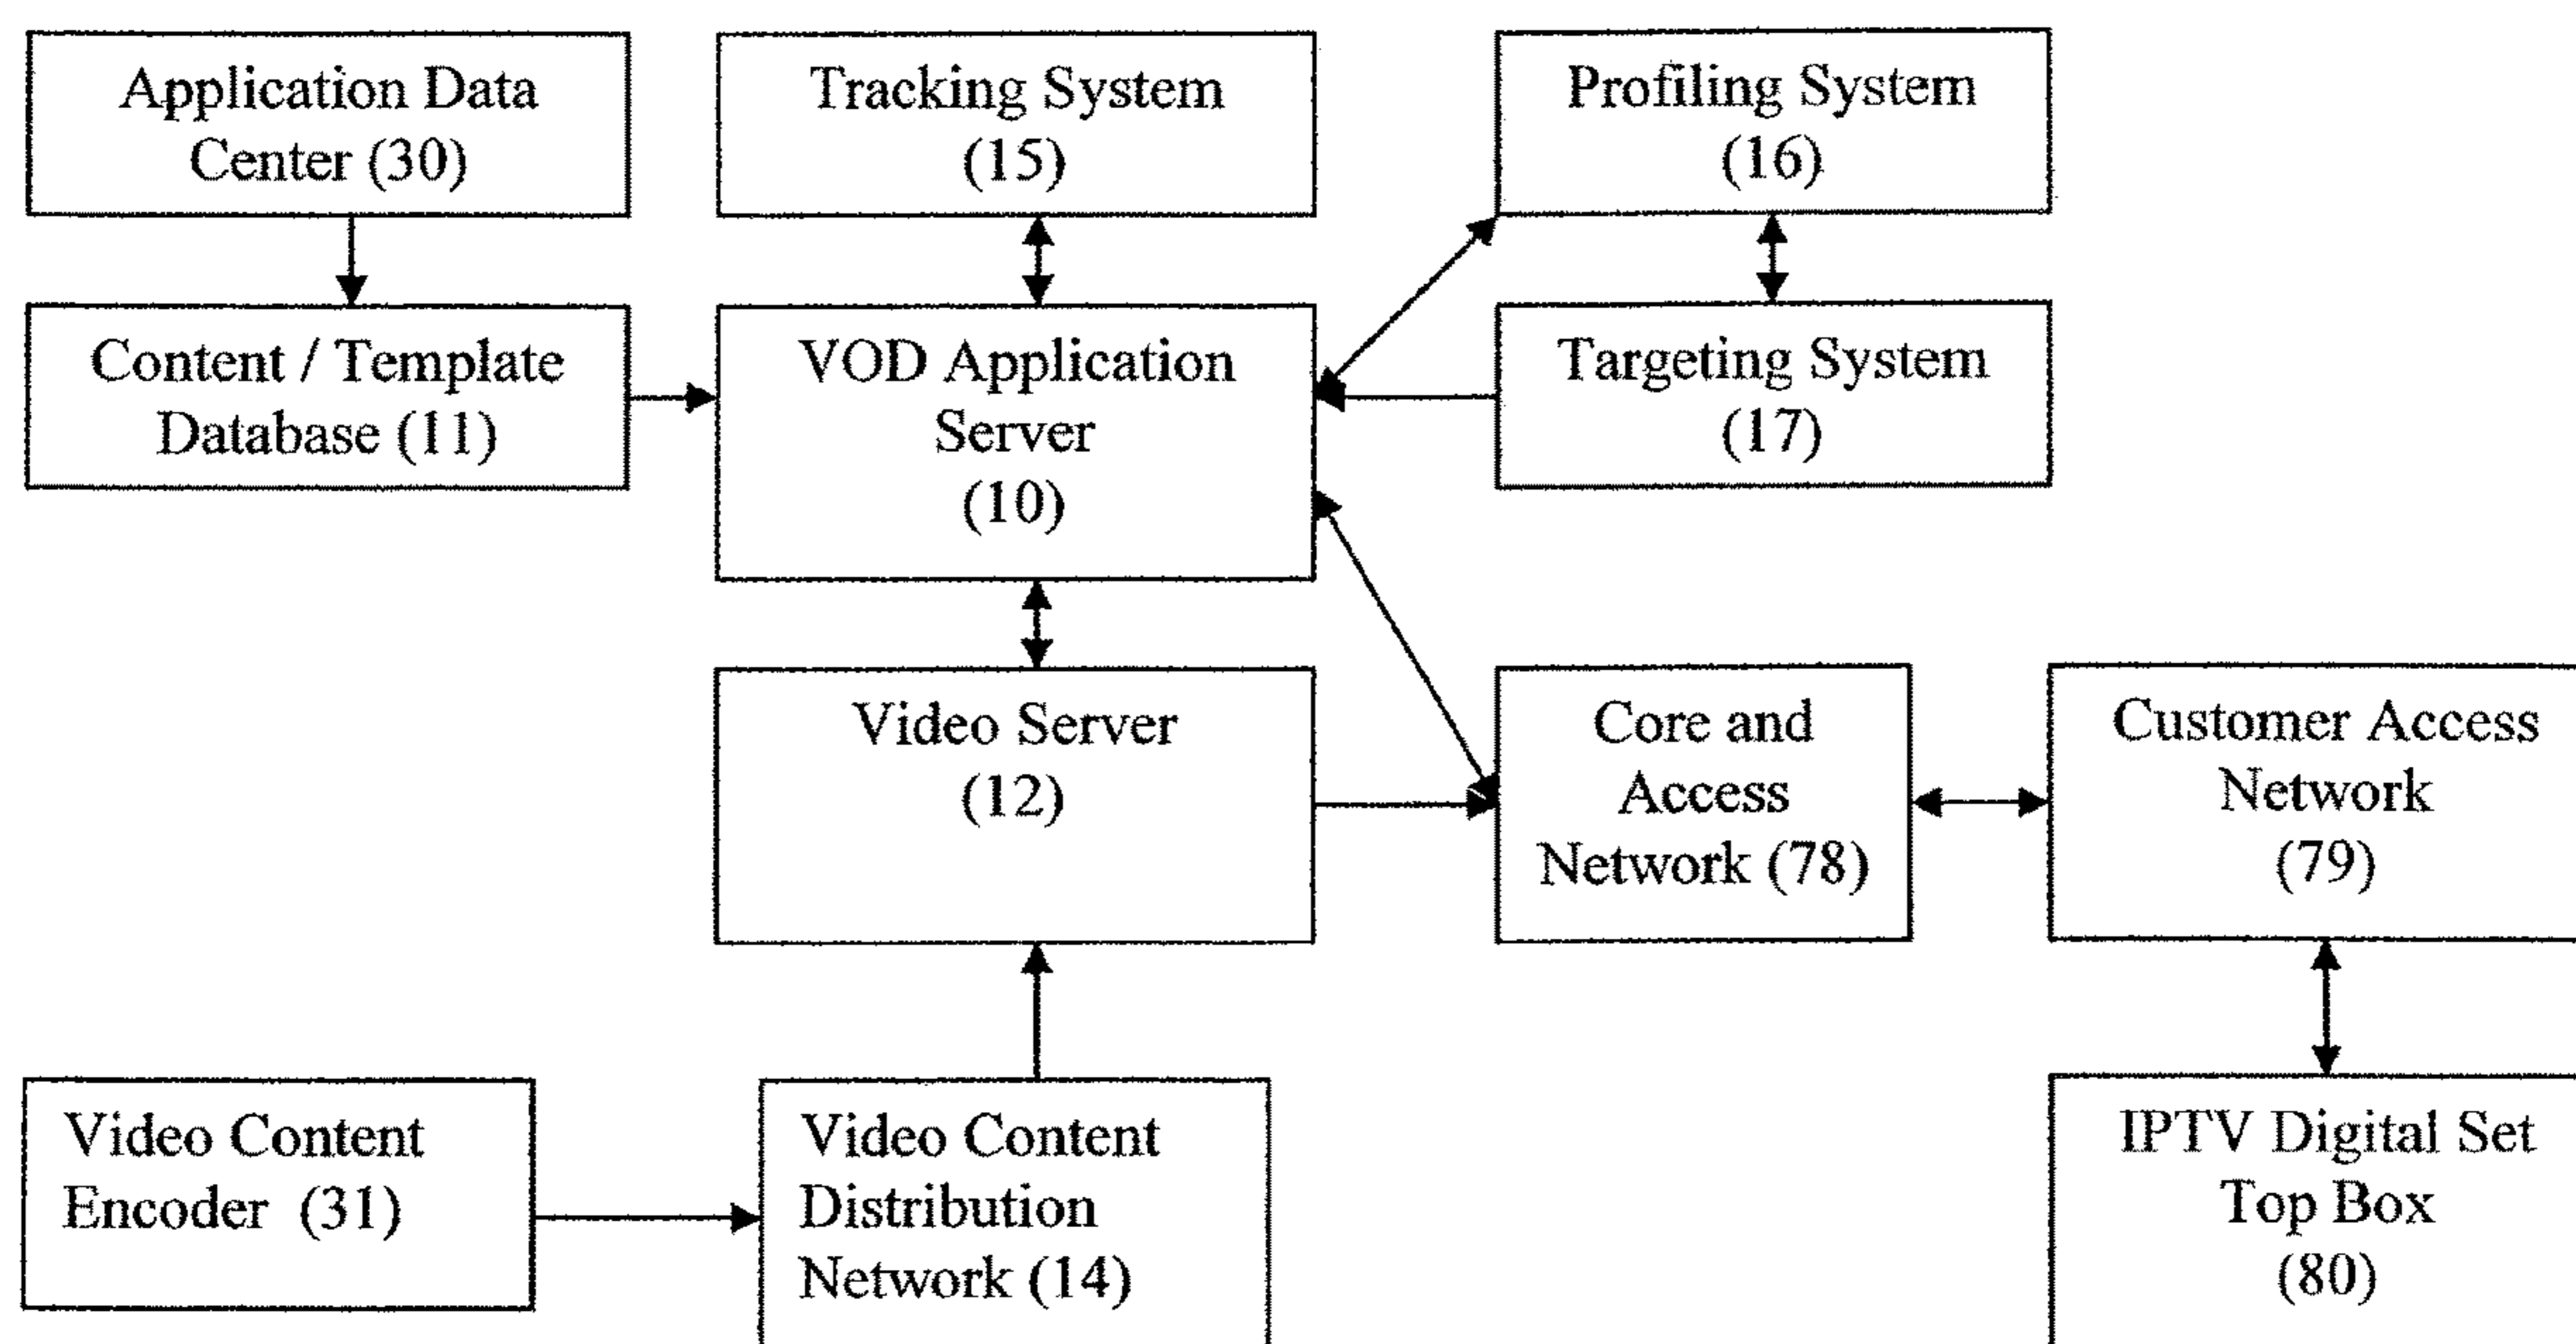 Application Data
Center (30)
Tracking System
(15)
Profiling System
(16)
Content / Template
Database (11)
VOD Application
Server
(10)
Targeting System
(17)
Video Server
(12)
Core and
Access
Network (78)
Customer Access
Network
(79)
Video Content
Encoder (31)
Video Content
Distribution
Network (14)
IPTV Digital Set
Top Box
(80)